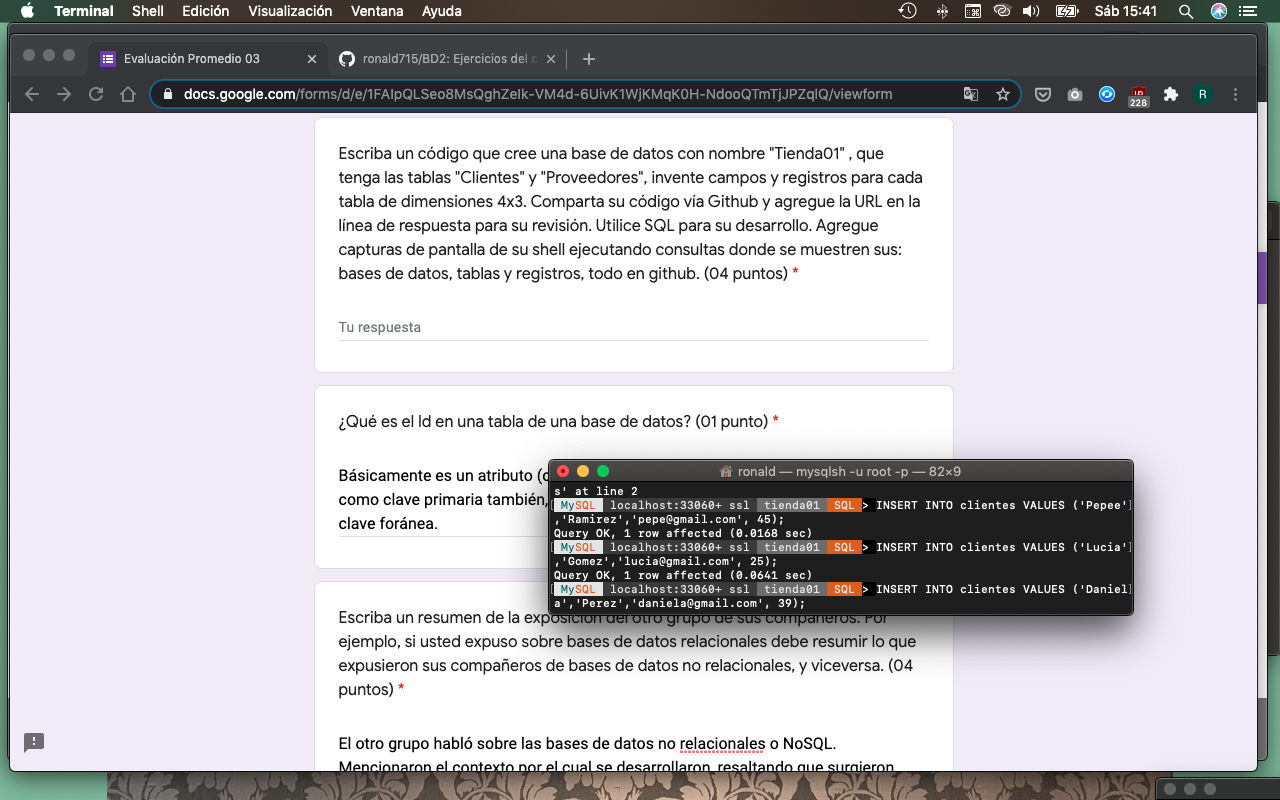 Terminal Shell Edición Visualización Ventana Ayuda Sáb 15:41
Evaluación Promedio 03
ronald715/BD2: Ejercicios del c
docs.google.com/forms/d/e/1FAIpQLSeo8MsQghZelk-VM4d-6UivK1WjKMqK0H-NdooQTmTjJPZqlQ/viewform
228
R
Escriba un código que cree una base de datos con nombre "Tienda01" , que
tenga las tablas "Clientes" y "Proveedores", invente campos y registros para cada
tabla de dimensiones 4x3. Comparta su código vía Github y agregue la URL en la
línea de respuesta para su revisión. Utilice SQL para su desarrollo. Agregue
capturas de pantalla de su shell ejecutando consultas donde se muestren sus:
bases de datos, tablas y registros, todo en github. (04 puntos) *
Tu respuesta
¿Qué es el Id en una tabla de una base de datos? (01 punto) *
Básicamente es un atributo (
como clave primaria también,
clave foránea.
ronald — mysqlsh -u root -p — 82×9
s' at line 2
MySQL localhost:33060+ ssl tienda01 SQL > INSERT INTO clientes VALUES ('Pepee'
,'Ramirez','pepe@gmail.com', 45);
Query OK, 1 row affected (0.0168 sec)
MySQL localhost:33060+ ssl tienda01 SQL > INSERT INTO clientes VALUES ('Lucia'
,'Gomez','lucia@gmail.com', 25);
Query OK, 1 row affected (0.0641 sec)
MySQL localhost:33060+ ssl tienda01 SQL > INSERT INTO clientes VALUES ('Daniel
a','Perez','daniela@gmail.com', 39);
Escriba un resumen de la exposición del otro grupo de sus compañeros. Por
ejemplo, si usted expuso sobre bases de datos relacionales debe resumir lo que
expusieron sus compañeros de bases de datos no relacionales, y viceversa. (04
puntos) *
El otro grupo habló sobre las bases de datos no relacionales o NoSQL.
Mencionaron el contexto por el cual se desarrollaron, resaltando que surgieron